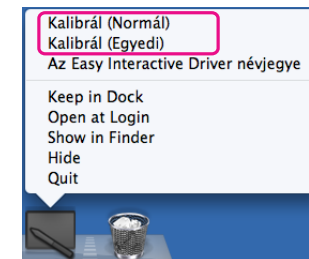 Kalibrál (Normál)
Kalibrál (Egyedi)
Az Easy Interactive Driver névjegye
Keep in Dock
Open at Login
Show in Finder
Hide
Quit